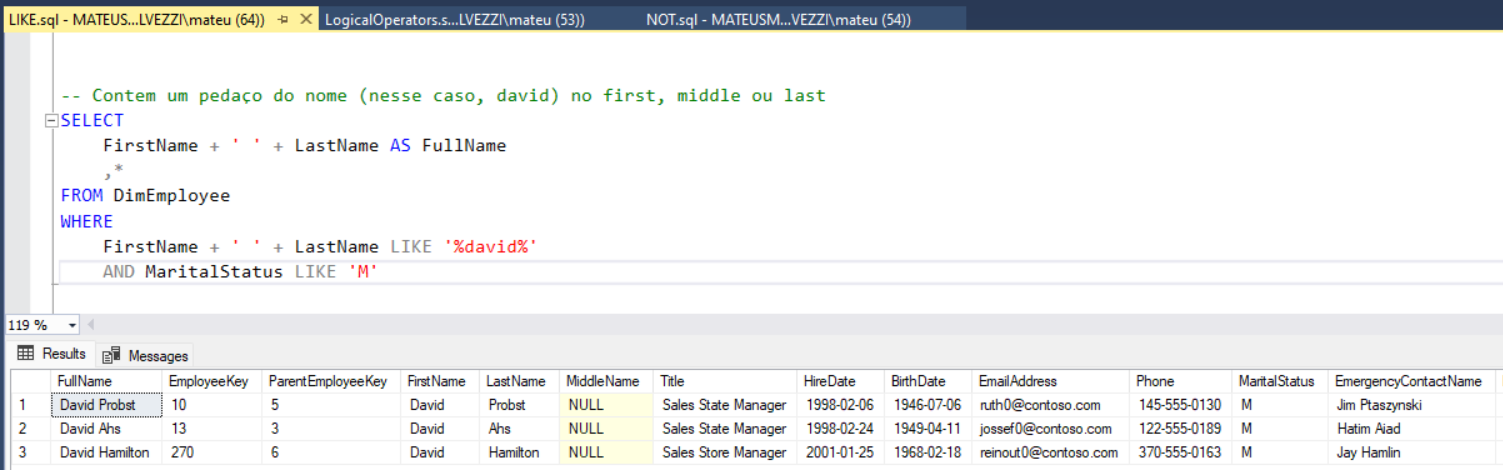 LIKE.sql - MATEUS...LVEZZI\mateu (64)) LogicalOperators.s...LVEZZI\mateu (53)) NOT.sql - MATEUSM...VEZZI\mateu (54))
-- Contem um pedaço do nome (nesse caso, david) no first, middle ou last
SELECT
FirstName + ' ' + LastName AS FullName
,*
FROM DimEmployee
WHERE
FirstName + ' ' + LastName LIKE '%david%'
AND MaritalStatus LIKE 'M'
119 %
Results Messages
FullName EmployeeKey ParentEmployeeKey FirstName LastName MiddleName Title HireDate BirthDate EmailAddress Phone MaritalStatus EmergencyContactName
1 David Probst 10 5 David Probst NULL Sales State Manager 1998-02-06 1946-07-06 ruth0@contoso.com 145-555-0130 M Jim Ptaszynski
2 David Ahs 13 3 David Ahs NULL Sales State Manager 1998-02-24 1949-04-11 jossef0@contoso.com 122-555-0189 M Hatim Aiad
3 David Hamilton 270 6 David Hamilton NULL Sales Store Manager 2001-01-25 1968-02-18 reinout0@contoso.com 370-555-0163 M Jay Hamlin